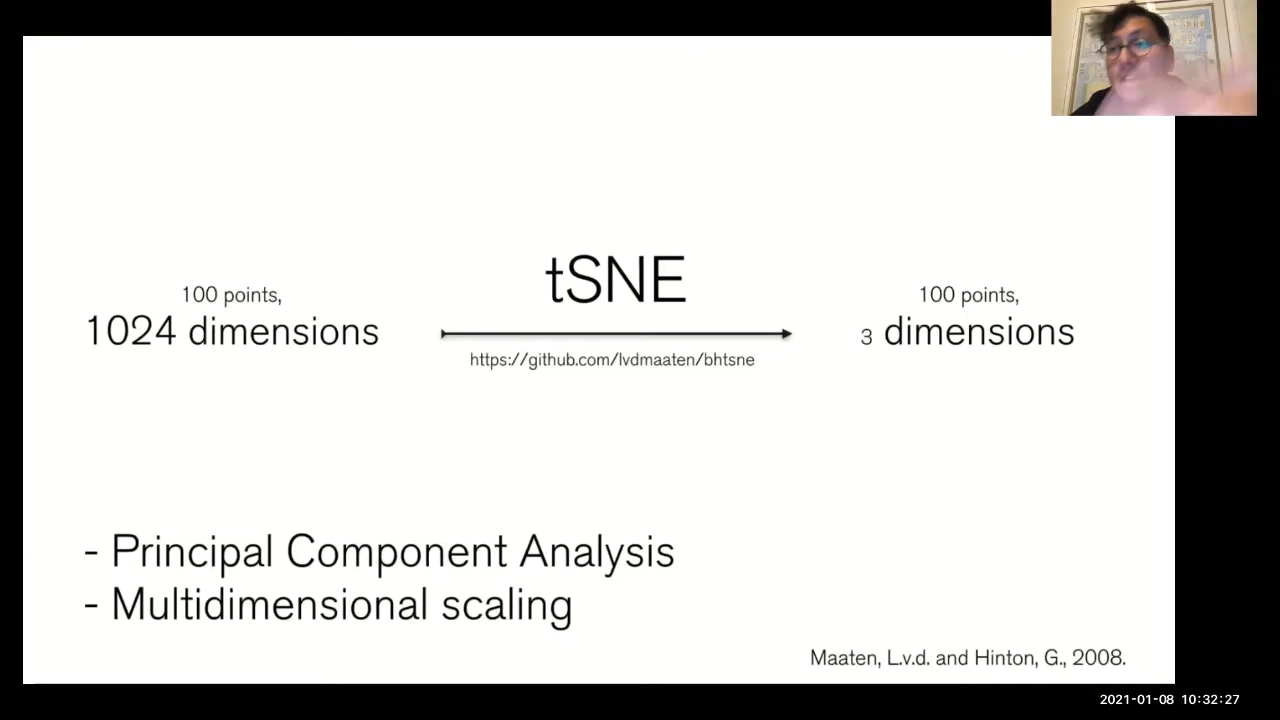 tSNE
100 points,
1024 dimensions
https://github.com/lvdmaaten/bhtsne
100 points,
3 dimensions
- Principal Component Analysis
- Multidimensional scaling
Maaten, L.v.d. and Hinton, G., 2008.
2021-01-08 10:32:27